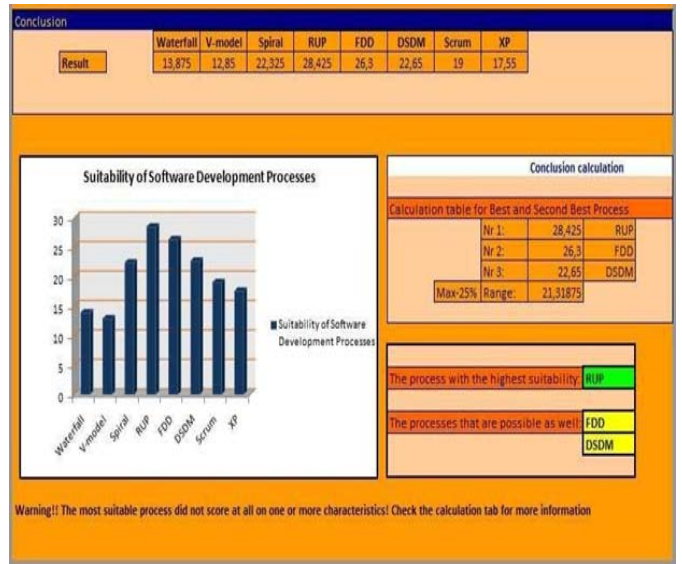 Conclusion
Waterfall V-model Spiral RUP FDD DSDM Scrum XP
Result 13,875 12,85 22,325 28,425 26,3 22,65 19 17,55
Suitability of Software Development Processes
30
25
20
15
10
5
0
Waterfall V-model Spiral RUP FDD DSDM Scrum XP
Suitability of Software
Development Processes
Conclusion calculation
Calculation table for Best and Second Best Process
Nr 1: 28,425 RUP
Nr 2: 26,3 FDD
Nr 3: 22,65 DSDM
Max-25% Range: 21,31875
The process with the highest suitability: RUP
The processes that are possible as well: FDD
DSDM
Warning!! The most suitable process did not score at all on one or more characteristics! Check the calculation tab for more information